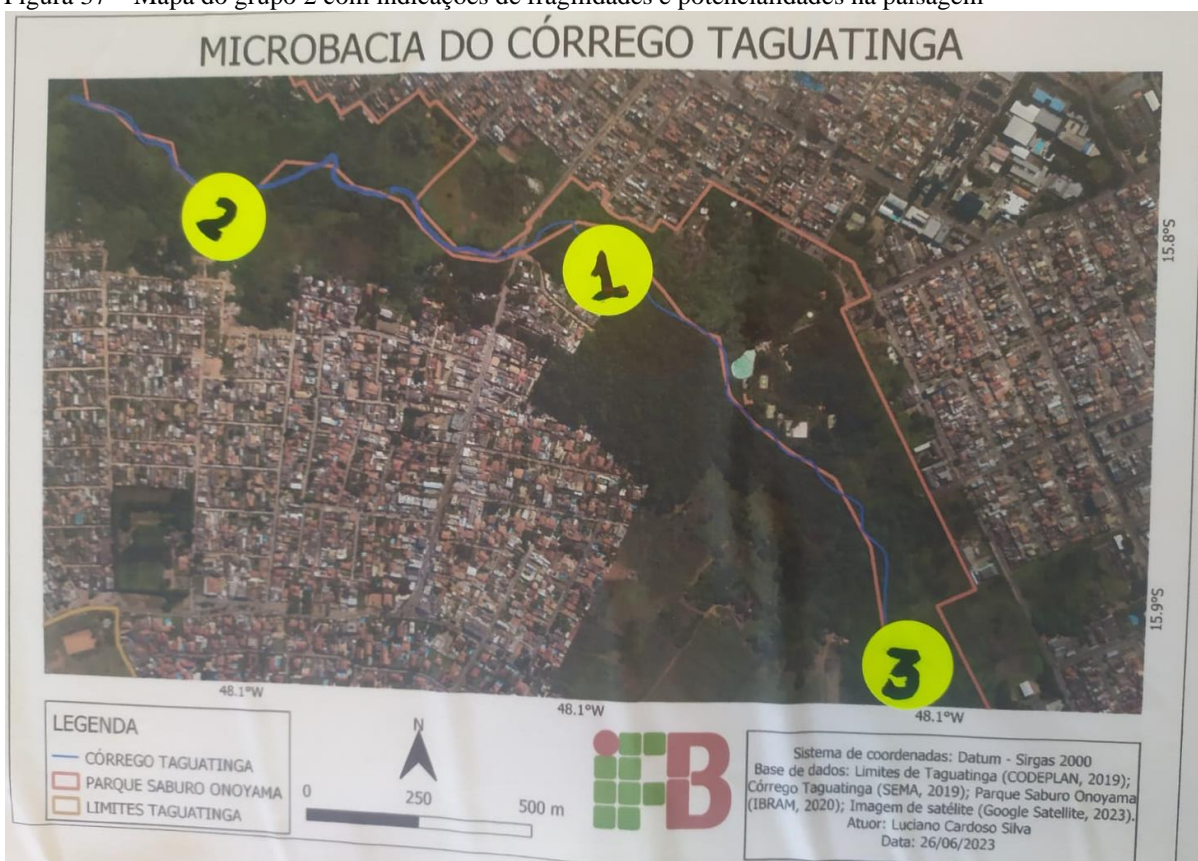 Figura 37 – Mapa do grupo 2 com indicações de fragilidades e potencialidades na paisagem
MICROBACIA DO CÓRREGO TAGUATINGA
2
1
3
15.8°S
15.9°S
48.1°W
48.1°W
48.1°W
LEGENDA
CÓRREGO TAGUATINGA
PARQUE SABURO ONOYAMA
LIMITES TAGUATINGA
N
0
250
500 m
IFB
Sistema de coordenadas: Datum - Sirgas 2000
Base de dados: Limites de Taguatinga (CODEPLAN, 2019);
Córrego Taguatinga (SEMA, 2019); Parque Saburo Onoyama
(IBRAM, 2020); Imagem de satélite (Google Satellite, 2023).
Atuor: Luciano Cardoso Silva
Data: 26/06/2023